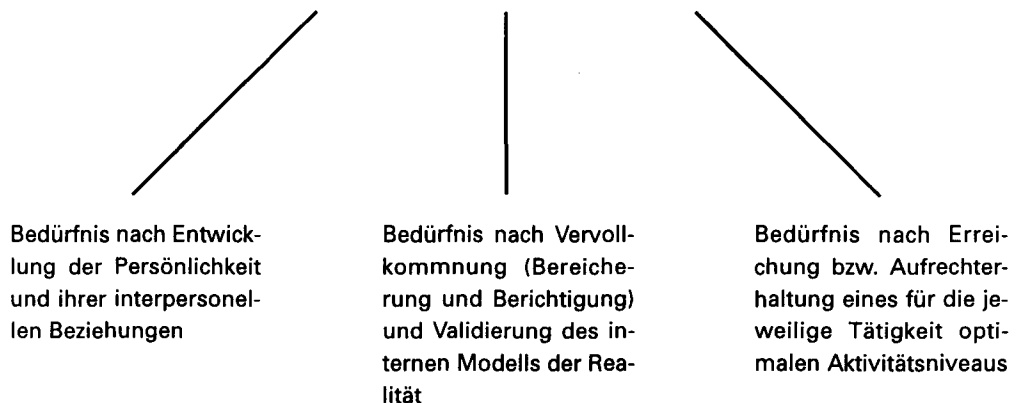 Bedürfnis nach Entwick-
lung der Persönlichkeit
und ihrer interpersonel-
len Beziehungen
Bedürfnis nach Vervoll-
kommnung (Bereiche-
rung und Berichtigung)
und Validierung des in-
ternen Modells der Rea-
lität
Bedürfnis nach Errei-
chung bzw. Aufrechter-
haltung eines für die je-
weilige Tätigkeit opti-
malen Aktivitätsniveaus